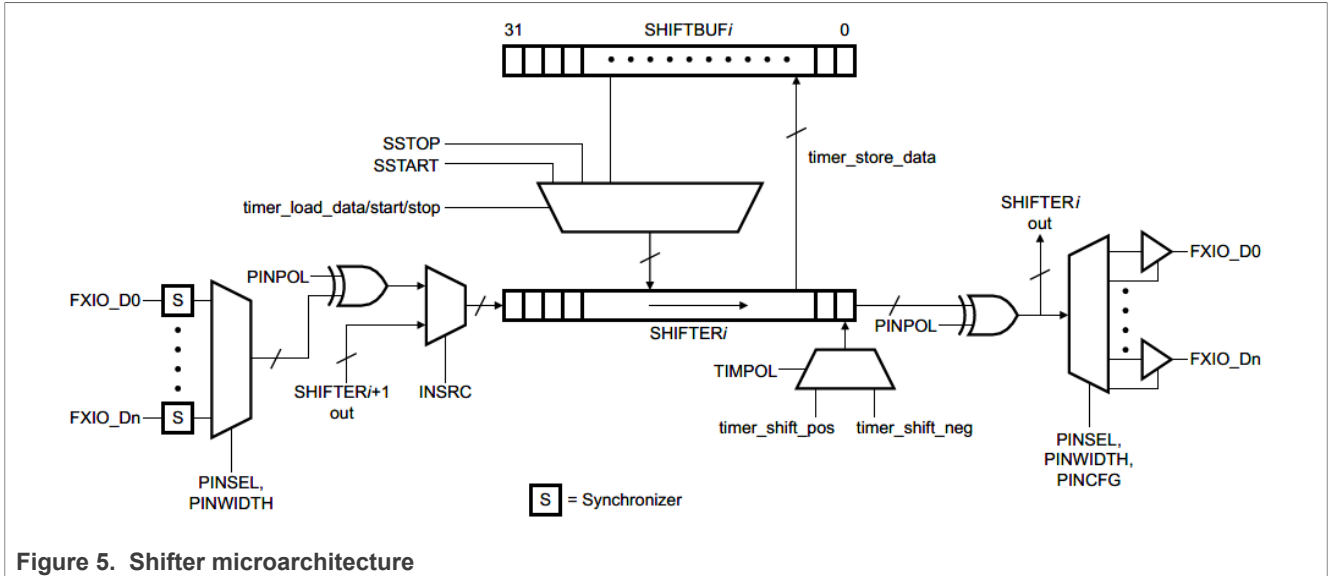 31 SHIFTBUFi 0
SSTOP
SSTART
timer_store_data
timer_load_data/start/stop
SHIFTERi
out
FXIO_D0
PINPOL
FXIO_D0
S
SHIFTERi
PINPOL
TIMPOL
FXIO_Dn
SHIFTERi+1
out
INSRC
FXIO_Dn
S
timer_shift_pos
timer_shift_neg
PINSEL,
PINWIDTH,
PINCFG
PINSEL,
PINWIDTH
S = Synchronizer
Figure 5. Shifter microarchitecture